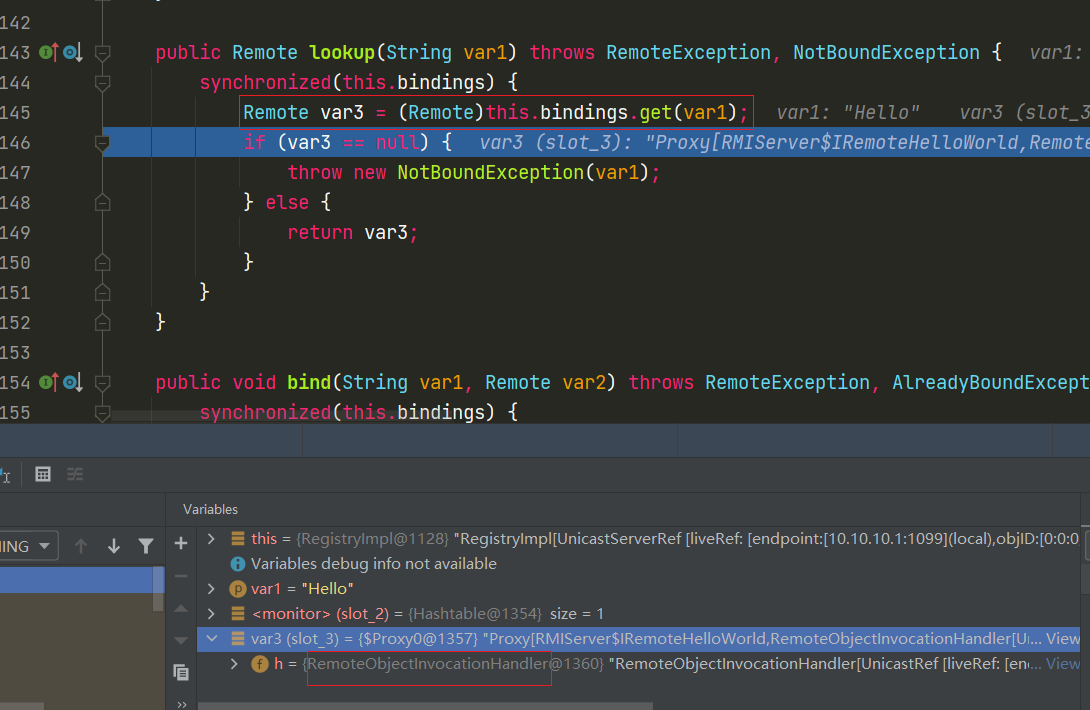 142
143 public Remote lookup(String var1) throws RemoteException, NotBoundException { var1:
144 synchronized(this.bindings) {
145 Remote var3 = (Remote)this.bindings.get(var1); var1: "Hello" var3 (slot_3
146 if (var3 == null) { var3 (slot_3): "Proxy[RMIServer$IRemoteHelloWorld,Remote
147 throw new NotBoundException(var1);
148 } else {
149 return var3;
150 }
151 }
152 }
153
154 public void bind(String var1, Remote var2) throws RemoteException, AlreadyBoundExcept
155 synchronized(this.bindings) {
Variables
NING
this = {RegistryImpl@1128} "RegistryImpl[UnicastServerRef [liveRef: [endpoint:[10.10.10.1:1099](local),objID:[0:0:0
Variables debug info not available
var1 = "Hello"
<monitor> (slot_2) = {Hashtable@1354} size = 1
var3 (slot_3) = {$Proxy0@1357} "Proxy[RMIServer$IRemoteHelloWorld,RemoteObjectInvocationHandler[U... View
h = {RemoteObjectInvocationHandler@1360} "RemoteObjectInvocationHandler[UnicastRef [liveRef: [en... View